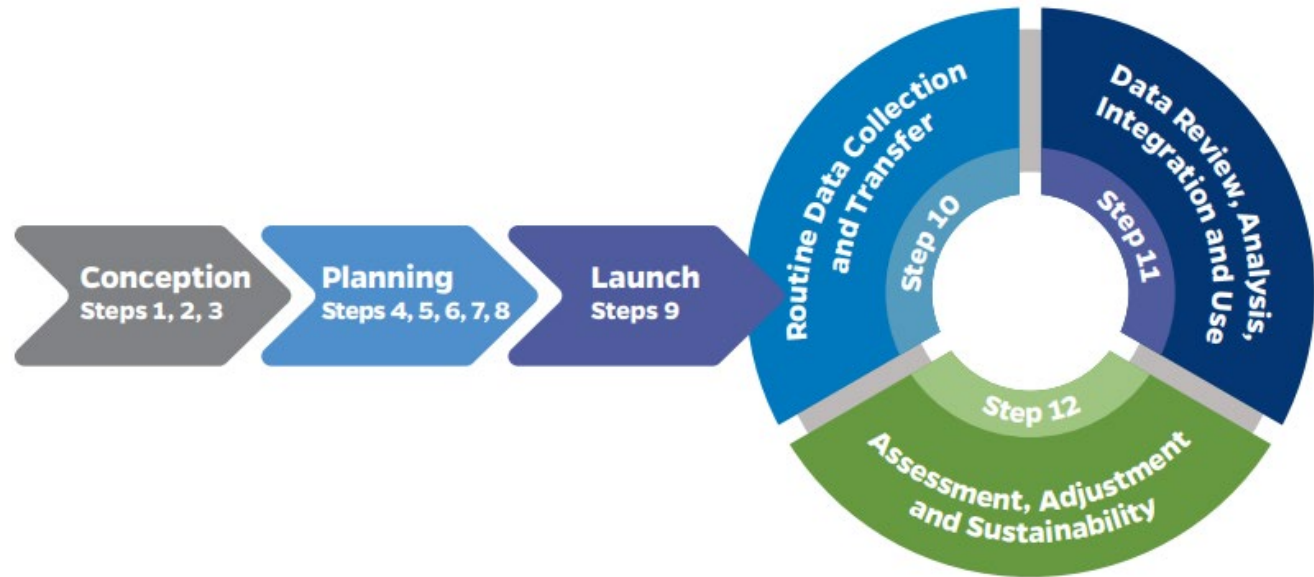 Conception
Steps 1, 2, 3
Planning
Steps 4, 5, 6, 7, 8
Launch
Steps 9
Routine Data Collection
and Transfer
Step 10
Data Review, Analysis,
Integration and Use
Step 11
Step 12
Assessment, Adjustment
and Sustainability